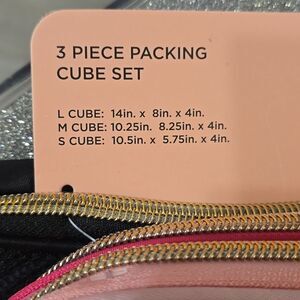 3 PIECE PACKING
CUBE SET
L CUBE: 14in. x 8in. x 4in.
M CUBE: 10.25in. 8.25in. x 4in.
S CUBE: 10.5in. x 5.75in. x 4in.